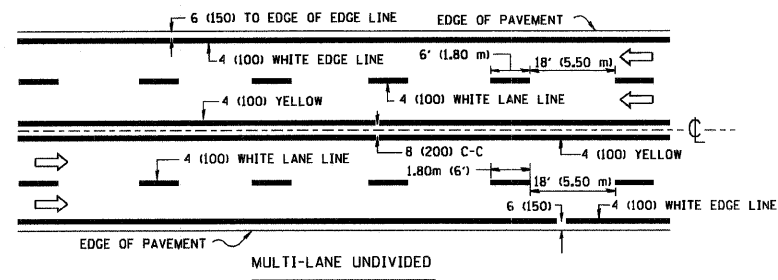 6 (150) TO EDGE OF EDGE LINE
EDGE OF PAVEMENT
4 (100) WHITE EDGE LINE
6' (1.80 m)
18' (5.50 m)
4 (100) YELLOW
4 (100) WHITE LANE LINE
℄
4 (100) WHITE LANE LINE
8 (200) C-C
4 (100) YELLOW
1.80m (6')
18' (5.50 m)
6 (150)
4 (100) WHITE EDGE LINE
EDGE OF PAVEMENT
MULTI-LANE UNDIVIDED